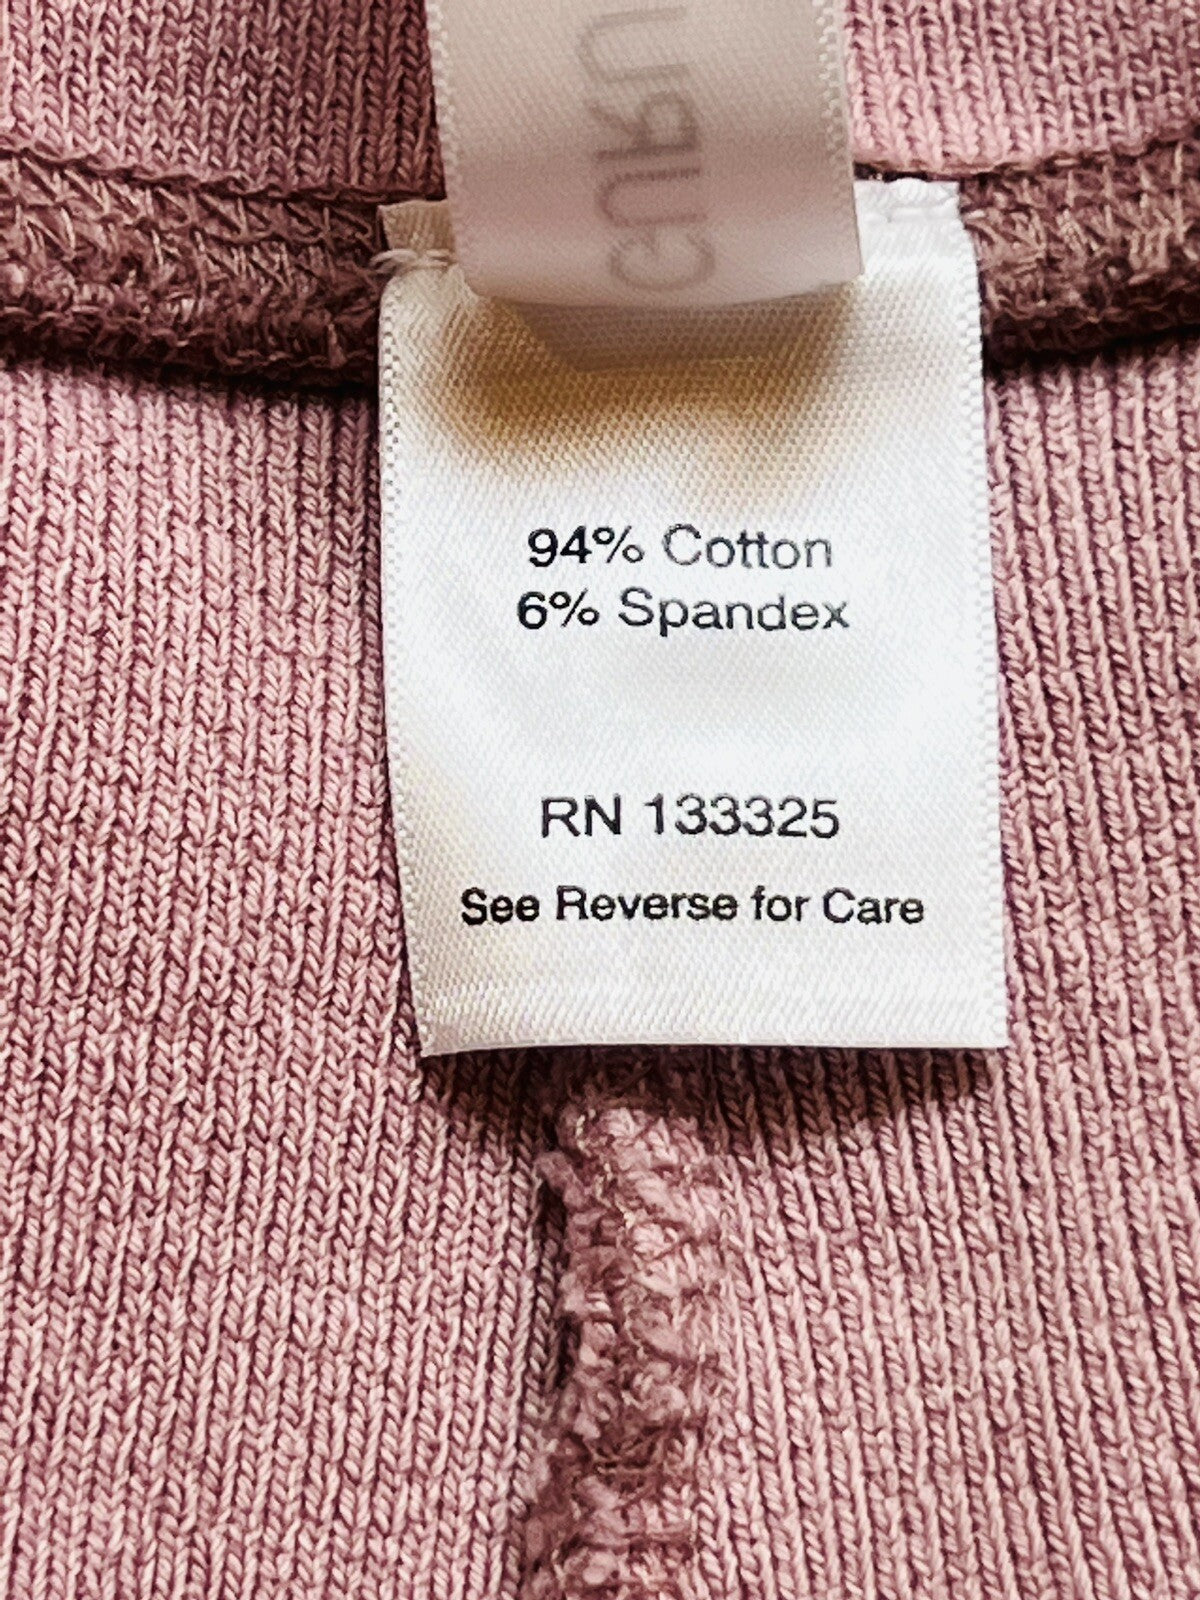 94% Cotton
6% Spandex
RN 133325
See Reverse for Care